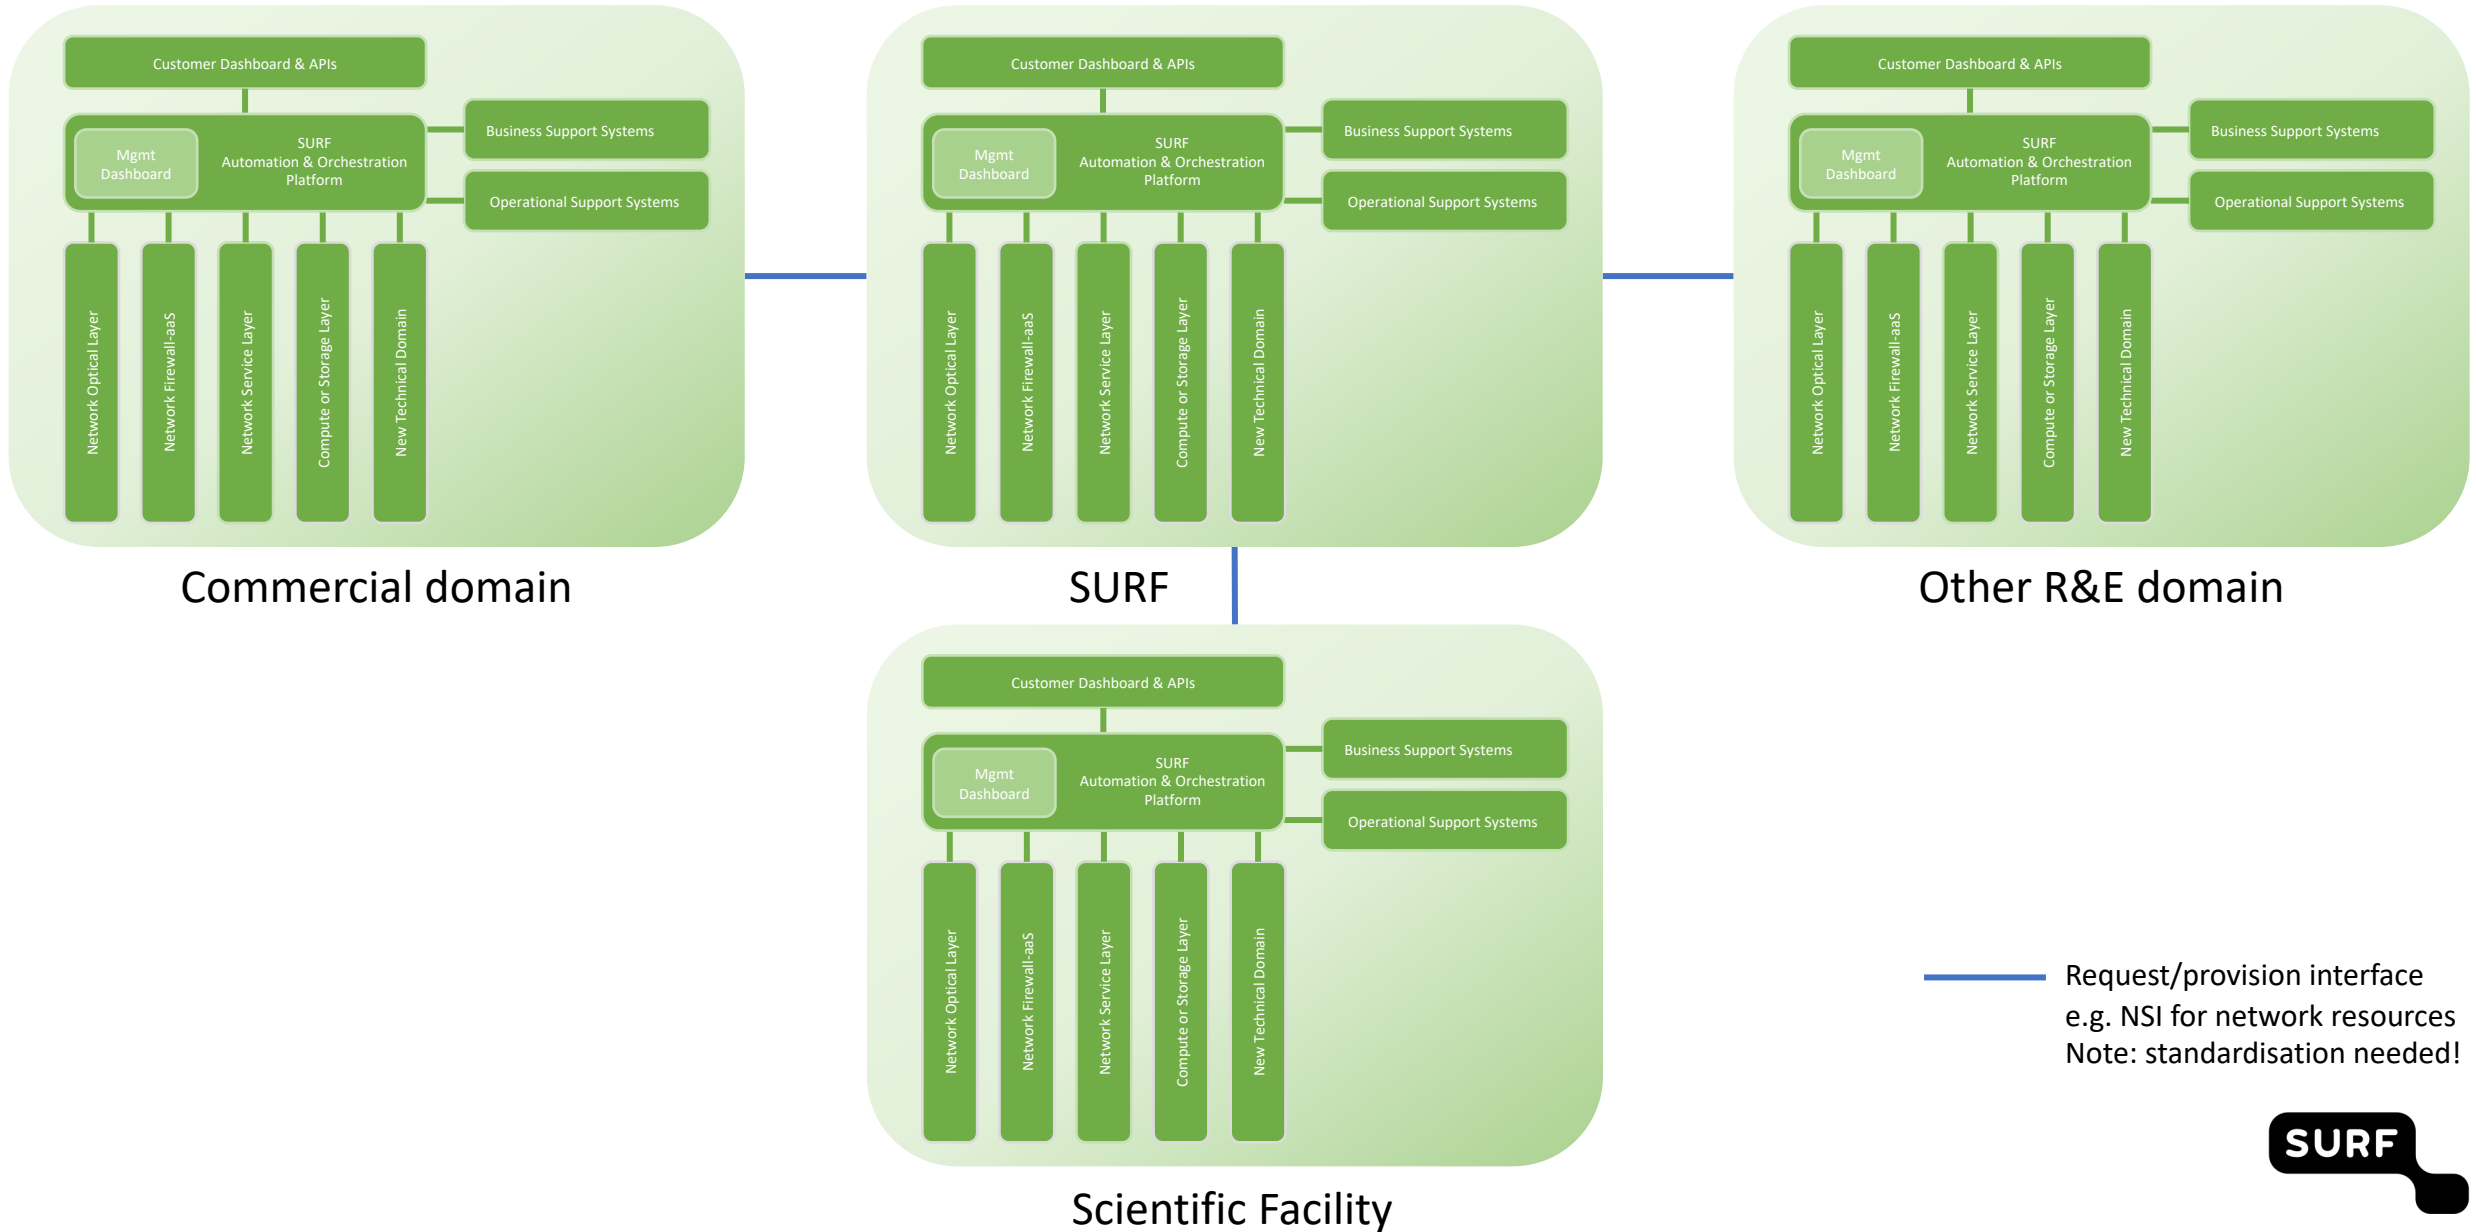 Customer Dashboard & APIs
Mgmt
Dashboard
SURF
Automation & Orchestration
Platform
Business Support Systems
Operational Support Systems
Network Optical Layer
Network Firewall-aaS
Network Service Layer
Compute or Storage Layer
New Technical Domain
Commercial domain
Customer Dashboard & APIs
Mgmt
Dashboard
SURF
Automation & Orchestration
Platform
Business Support Systems
Operational Support Systems
Network Optical Layer
Network Firewall-aaS
Network Service Layer
Compute or Storage Layer
New Technical Domain
SURF
Customer Dashboard & APIs
Mgmt
Dashboard
SURF
Automation & Orchestration
Platform
Business Support Systems
Operational Support Systems
Network Optical Layer
Network Firewall-aaS
Network Service Layer
Compute or Storage Layer
New Technical Domain
Other R&E domain
Customer Dashboard & APIs
Mgmt
Dashboard
SURF
Automation & Orchestration
Platform
Business Support Systems
Operational Support Systems
Network Optical Layer
Network Firewall-aaS
Network Service Layer
Compute or Storage Layer
New Technical Domain
Scientific Facility
Request/provision interface
e.g. NSI for network resources
Note: standardisation needed!
SURF